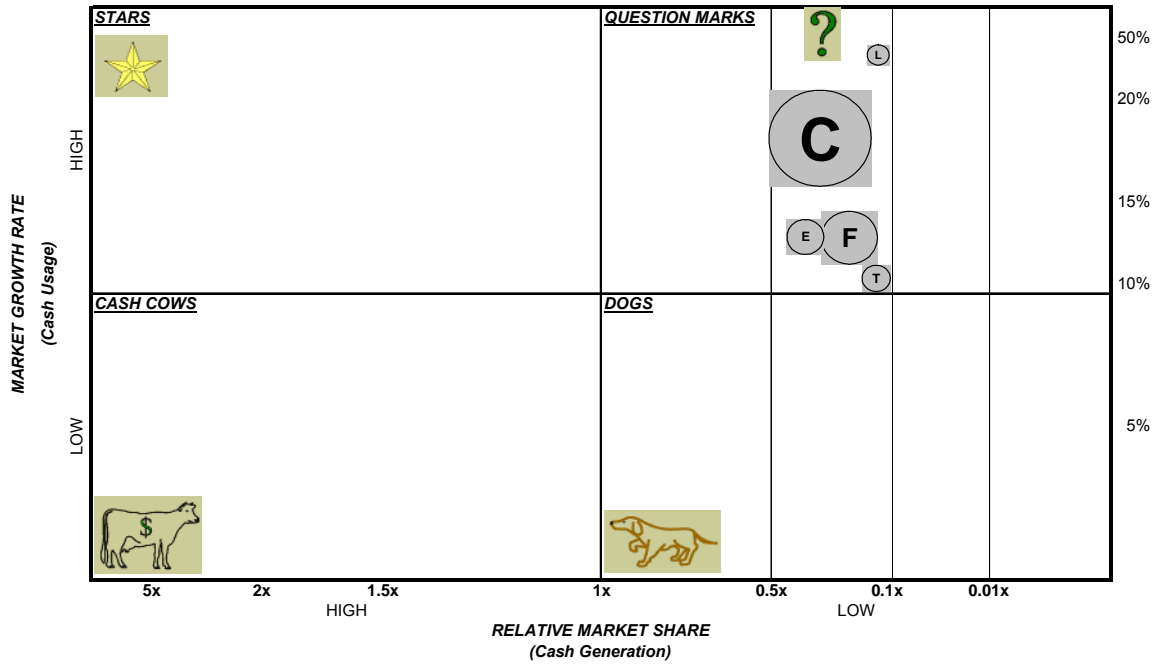 STARS
QUESTION MARKS
?
50%
L
20%
HIGH
C
15%
MARKET GROWTH RATE
(Cash Usage)
E
F
T
10%
CASH COWS
DOGS
LOW
5%
$
5x 2x 1.5x 1x 0.5x 0.1x 0.01x
HIGH LOW
RELATIVE MARKET SHARE
(Cash Generation)